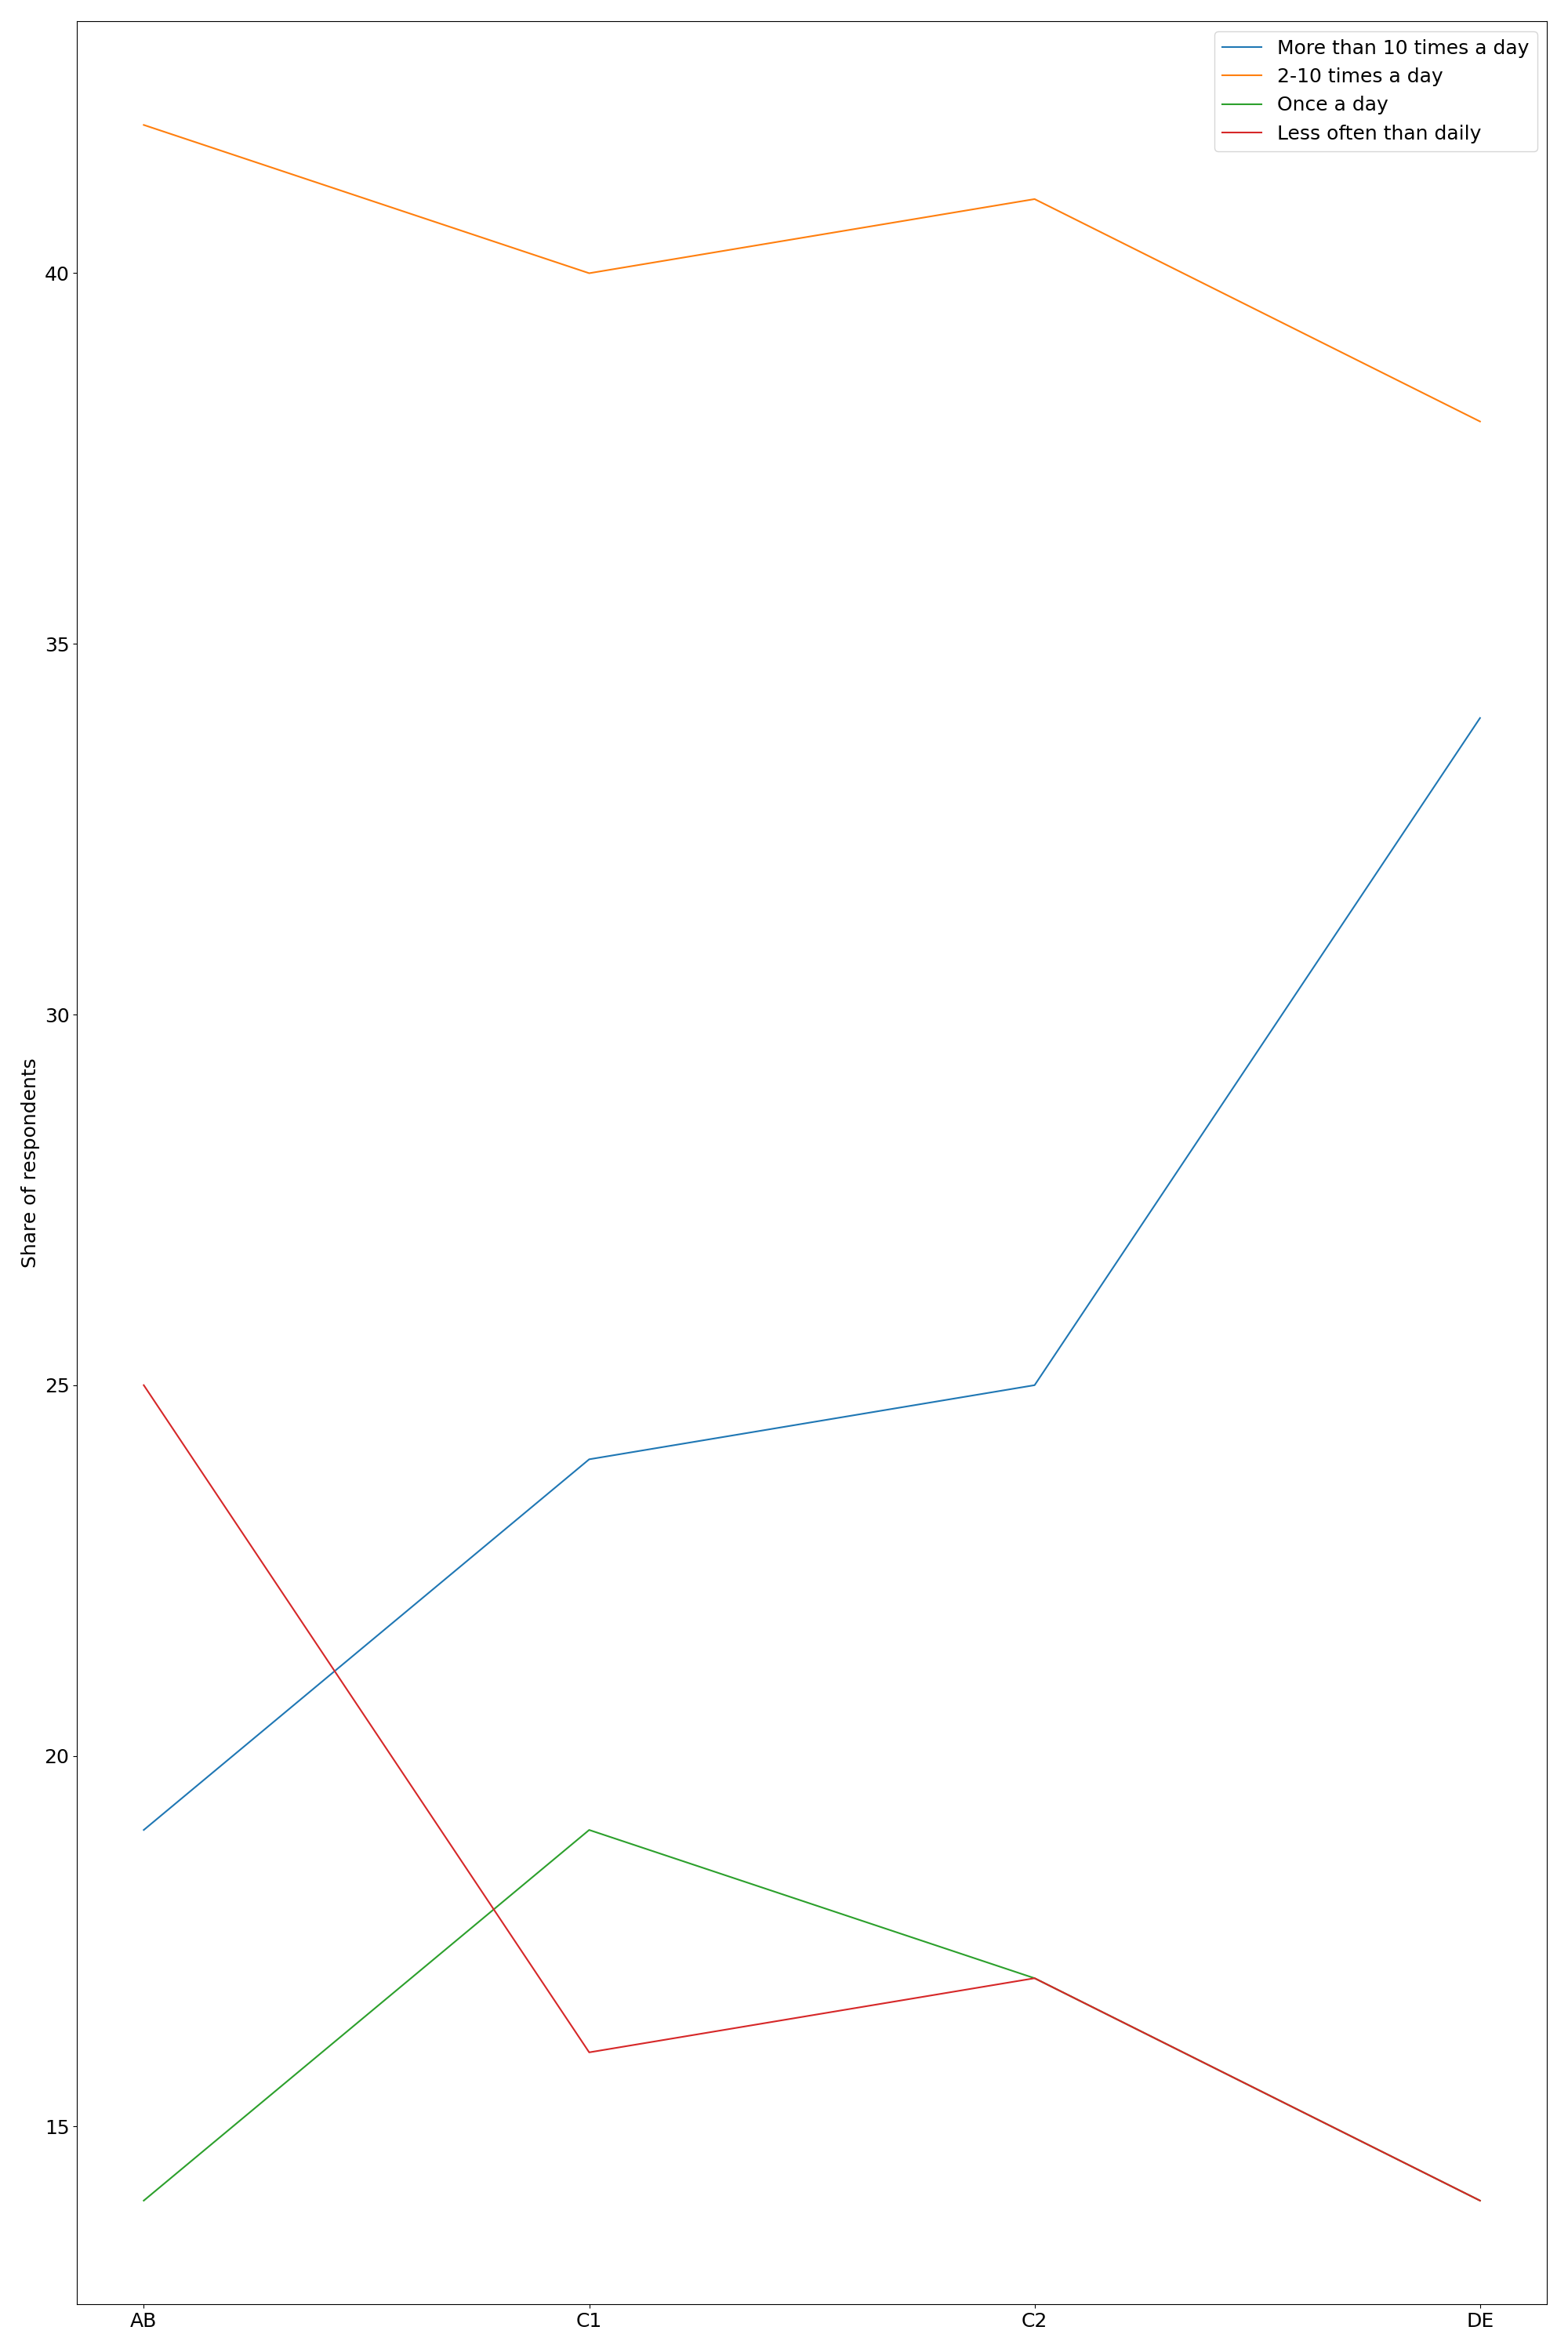 More than 10 times a day
2-10 times a day
Once a day
Less often than daily
40
35
30
25
20
15
Share of respondents
AB C1 C2 DE